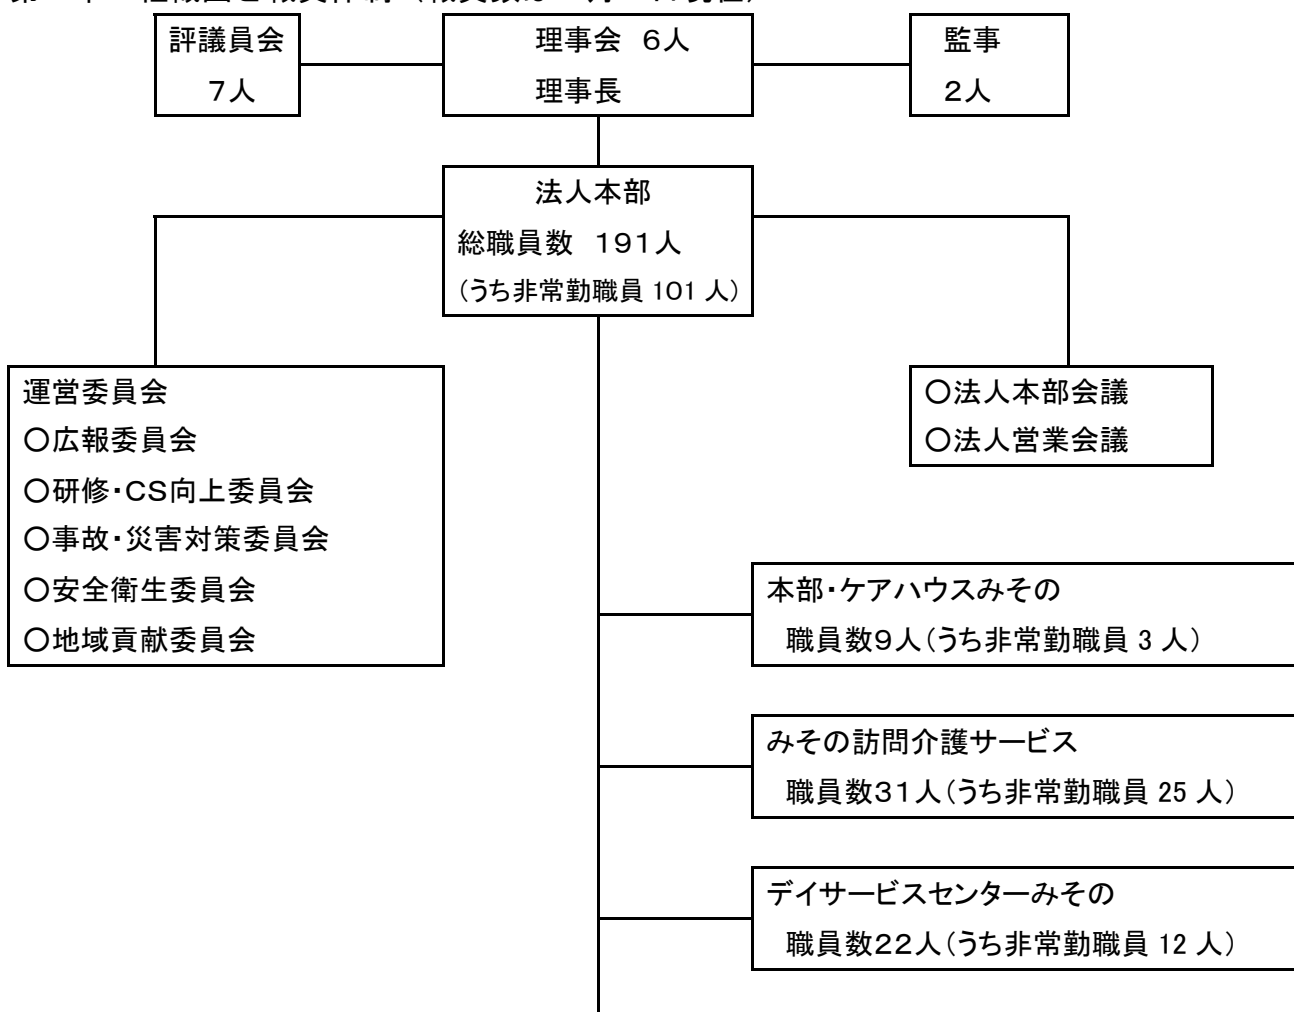 評議員会
7人
理事会 6人
理事長
監事
2人
法人本部
総職員数 191人
(うち非常勤職員 101 人)
運営委員会
○広報委員会
○研修・CS向上委員会
○事故・災害対策委員会
○安全衛生委員会
○地域貢献委員会
○法人本部会議
○法人営業会議
本部・ケアハウスみその
職員数9人(うち非常勤職員 3 人)
みその訪問介護サービス
職員数31人(うち非常勤職員 25 人)
デイサービスセンターみその
職員数22人(うち非常勤職員 12 人)